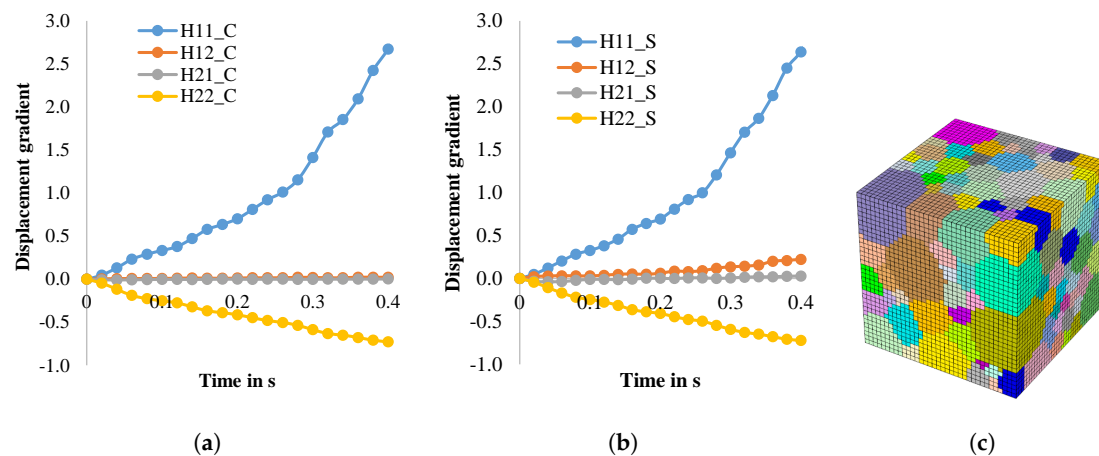 3.0
2.5
2.0
1.5
1.0
0.5
0.0
-0.5
-1.0
Displacement gradient
H11_C
H12_C
H21_C
H22_C
0
0.1
0.2
0.3
0.4
Time in s
(a)
3.0
2.5
2.0
1.5
1.0
0.5
0.0
-0.5
-1.0
Displacement gradient
H11_S
H12_S
H21_S
H22_S
0
0.1
0.2
0.3
0.4
Time in s
(b)
(c)